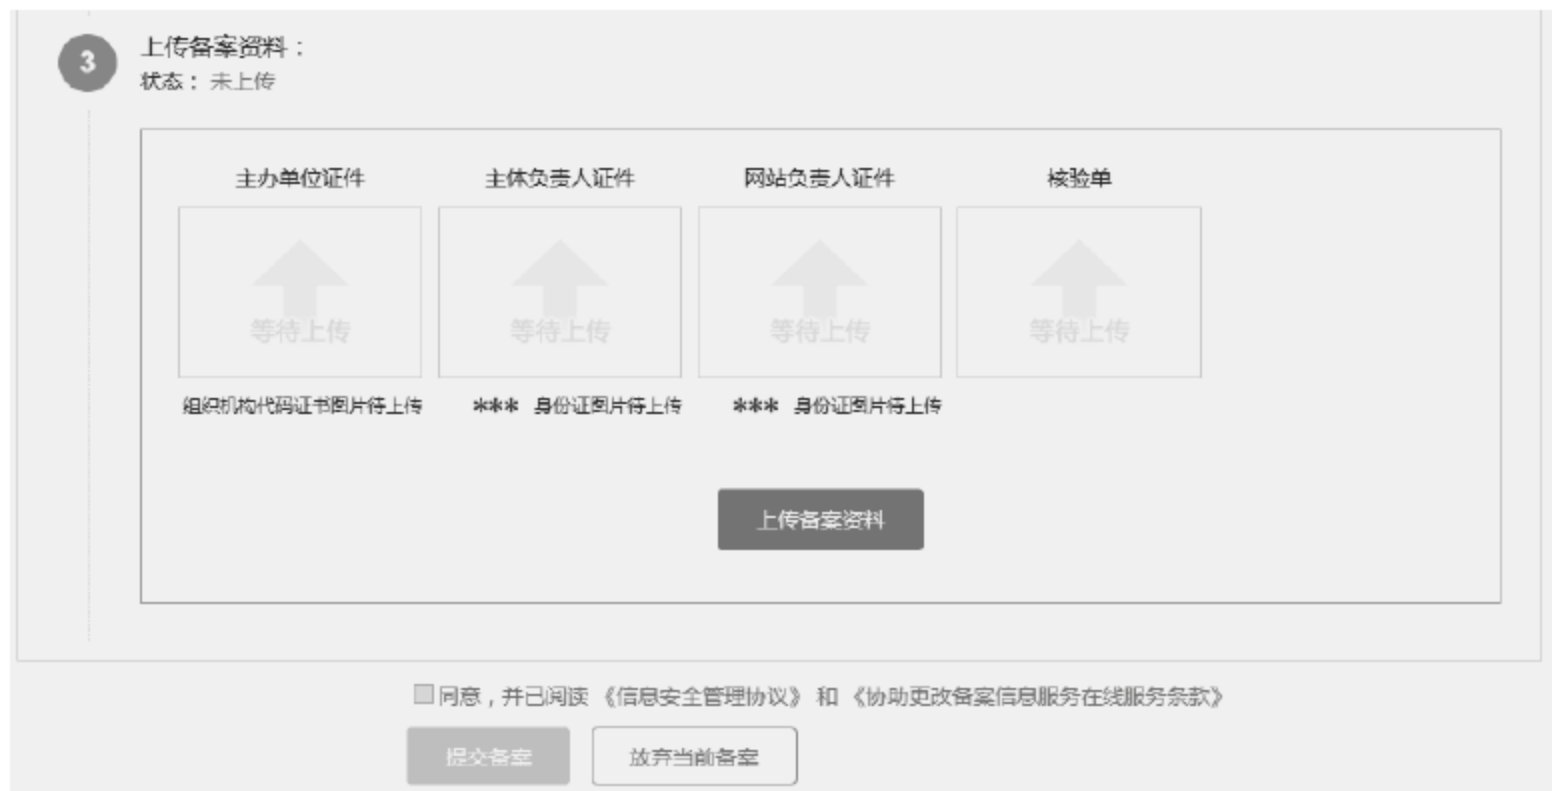 3
上传备案资料：
状态：未上传
主办单位证件 主体负责人证件 网站负责人证件 核验单
等待上传 等待上传 等待上传 等待上传
组织机构代码证书图片待上传 *** 身份证图片待上传 *** 身份证图片待上传
上传备案资料
同意，并已阅读 《信息安全管理协议》 和 《协助更改备案信息服务在线服务条款》
提交备案 放弃当前备案